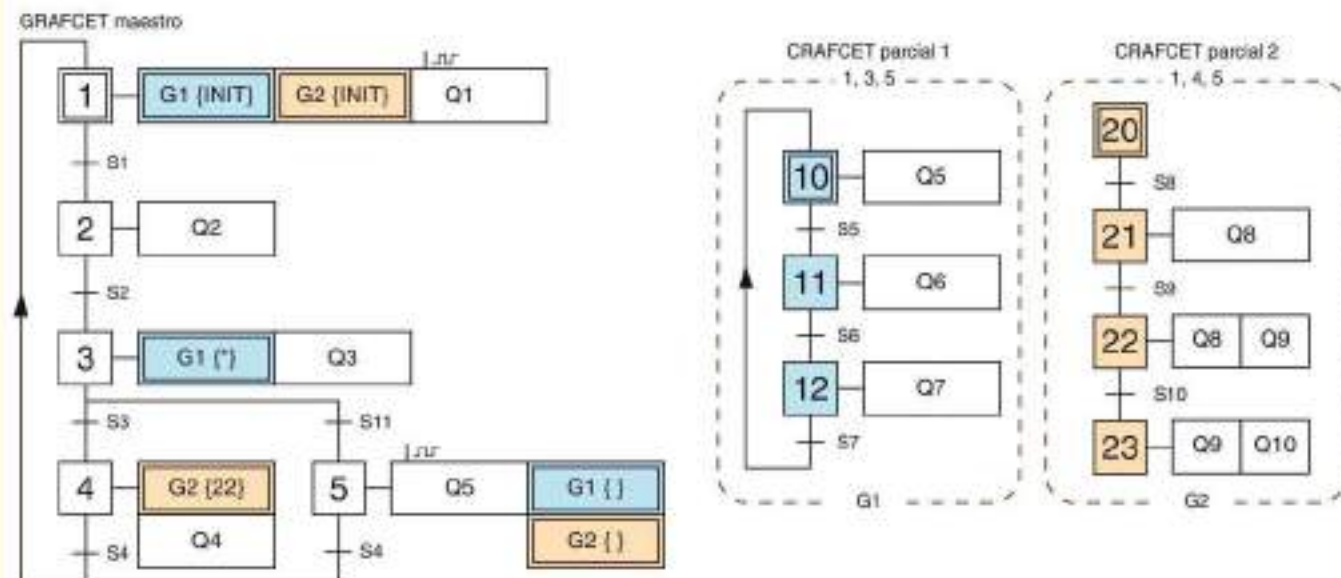 GRAFCET maestro
1
G1 {INIT}
G2 {INIT}
Q1
S1
2
Q2
S2
3
G1 {*}
Q3
S3
S11
4
G2 {22}
Q4
S4
5
Q5
G1 { }
G2 { }
S4
CRAFCET parcial 1
1, 3, 5
10
Q5
S5
11
Q6
S6
12
Q7
S7
G1
CRAFCET parcial 2
1, 4, 5
20
S8
21
Q8
S9
22
Q8
Q9
S10
23
Q9
Q10
G2